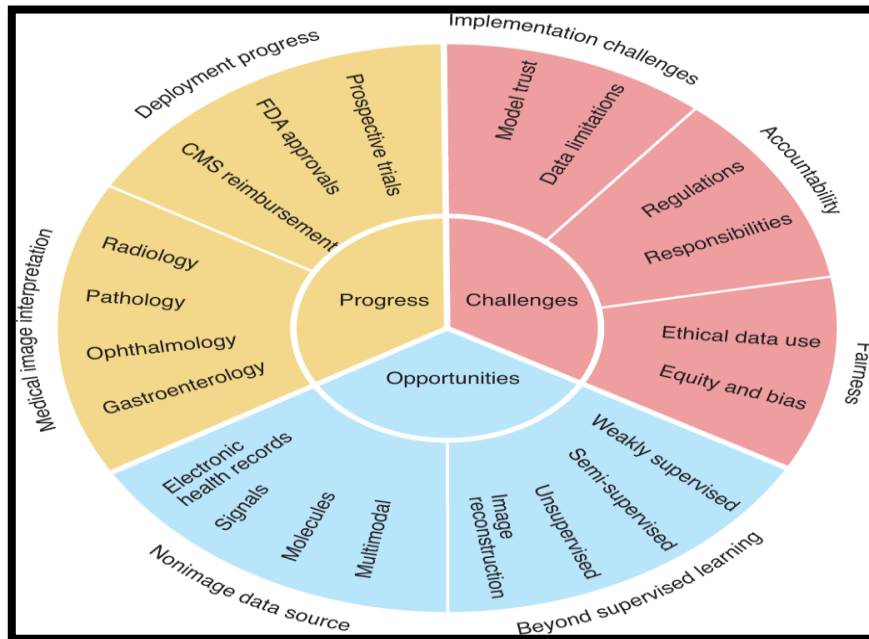 Deployment progress
Prospective trials
FDA approvals
CMS reimbursement
Medical image interpretation
Radiology
Pathology
Ophthalmology
Gastroenterology
Progress
Implementation challenges
Model trust
Data limitations
Accountability
Regulations
Responsibilities
Fairness
Ethical data use
Equity and bias
Challenges
Opportunities
Nonimage data source
Electronic
health records
Signals
Molecules
Multimodal
Beyond supervised learning
Image
reconstruction
Unsupervised
Semi-supervised
Weakly supervised